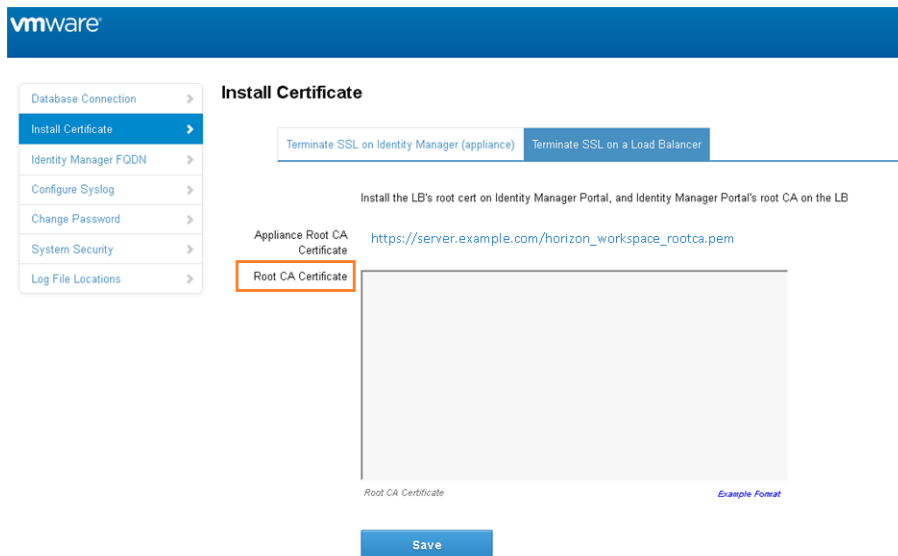 vmware
Database Connection
Install Certificate
Identity Manager FQDN
Configure Syslog
Change Password
System Security
Log File Locations
Install Certificate
Terminate SSL on Identity Manager (appliance)
Terminate SSL on a Load Balancer
Install the LB's root cert on Identity Manager Portal, and Identity Manager Portal's root CA on the LB
Appliance Root CA
Certificate
https://server.example.com/horizon_workspace_rootca.pem
Root CA Certificate
Root CA Certificate
Example Format
Save